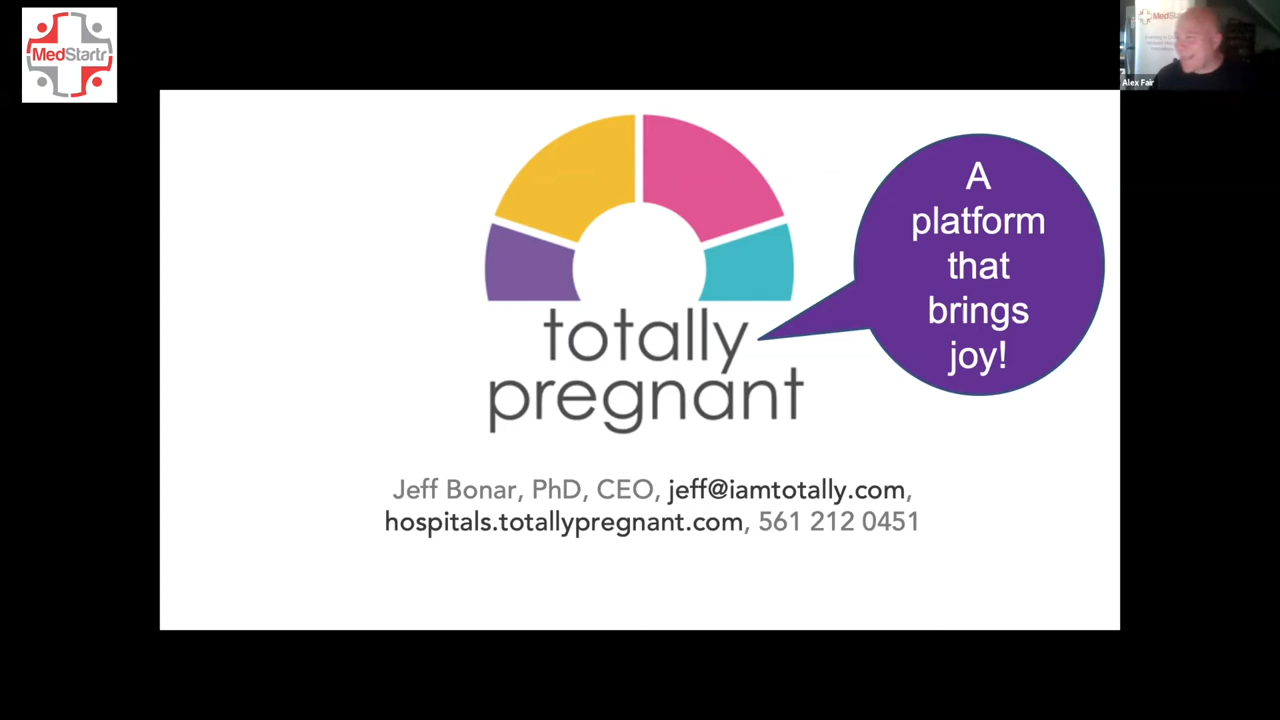 MedStartr
MedStartr
Alex Fair
A
platform
that
brings
joy!
totally
pregnant
Jeff Bonar, PhD, CEO, jeff@iamtotally.com,
hospitals.totallypregnant.com, 561 212 0451